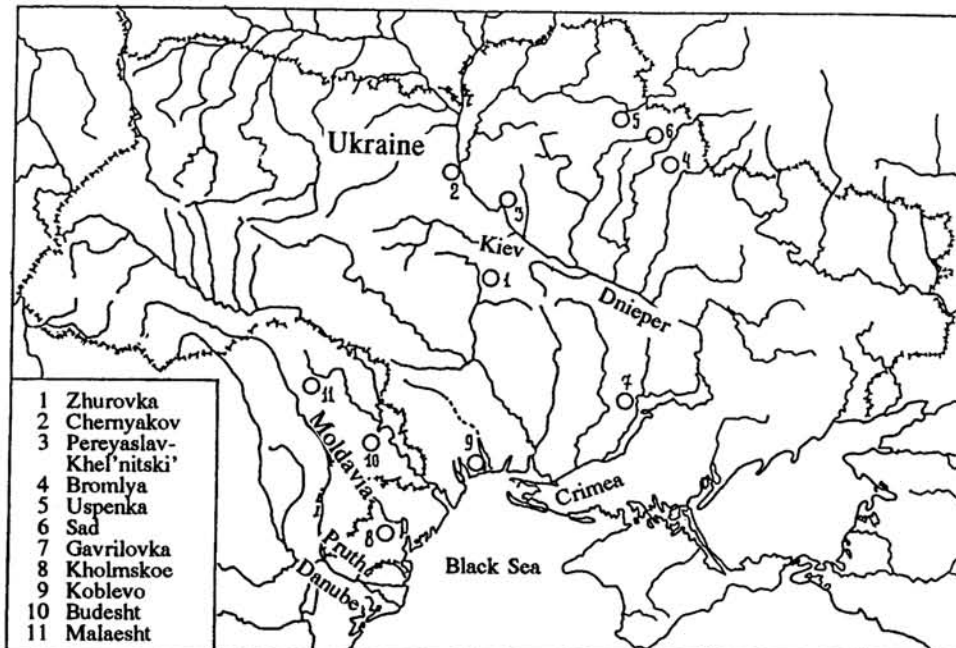 Ukraine
5
6
4
2
3
Kiev
1
Dnieper
7
11
Moldavia
10
9
Crimea
8
Pruth
Danube
Black Sea
1 Zhurovka
2 Chernyakov
3 Pereyaslav-
Khel'nitski'
4 Bromlya
5 Uspenka
6 Sad
7 Gavrilovka
8 Kholmskoe
9 Koblevo
10 Budesht
11 Malaesht